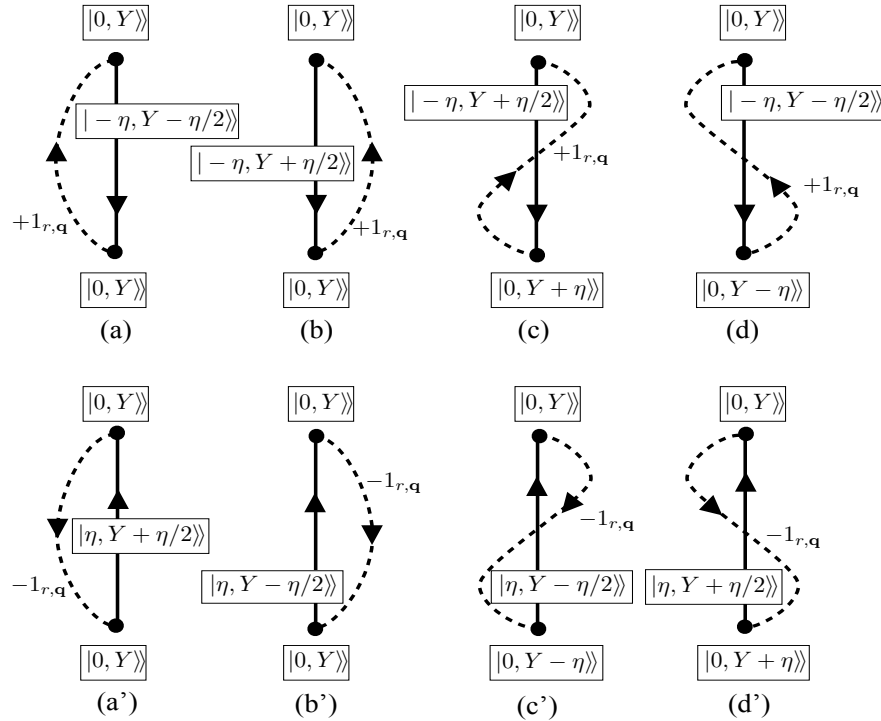 |0, Y⟩⟩ |0, Y⟩⟩ |0, Y⟩⟩ |0, Y⟩⟩
| − η, Y − η/2⟩⟩ | − η, Y + η/2⟩⟩ | − η, Y + η/2⟩⟩ | − η, Y − η/2⟩⟩
+1_{r,q} +1_{r,q} +1_{r,q} +1_{r,q}
|0, Y⟩⟩ |0, Y⟩⟩ |0, Y + η⟩⟩ |0, Y − η⟩⟩
(a) (b) (c) (d)
|0, Y⟩⟩ |0, Y⟩⟩ |0, Y⟩⟩ |0, Y⟩⟩
−1_{r,q} −1_{r,q} −1_{r,q} −1_{r,q}
|η, Y + η/2⟩⟩ |η, Y − η/2⟩⟩ |η, Y − η/2⟩⟩ |η, Y + η/2⟩⟩
|0, Y⟩⟩ |0, Y⟩⟩ |0, Y − η⟩⟩ |0, Y + η⟩⟩
(a') (b') (c') (d')